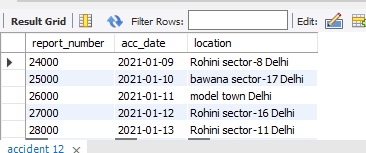 Result Grid Filter Rows: Edit:
report_number acc_date location
24000 2021-01-09 Rohini sector-8 Delhi
25000 2021-01-10 bawana sector-17 Delhi
26000 2021-01-11 model town Delhi
27000 2021-01-12 Rohini sector-16 Delhi
28000 2021-01-13 Rohini sector-11 Delhi
accident 12